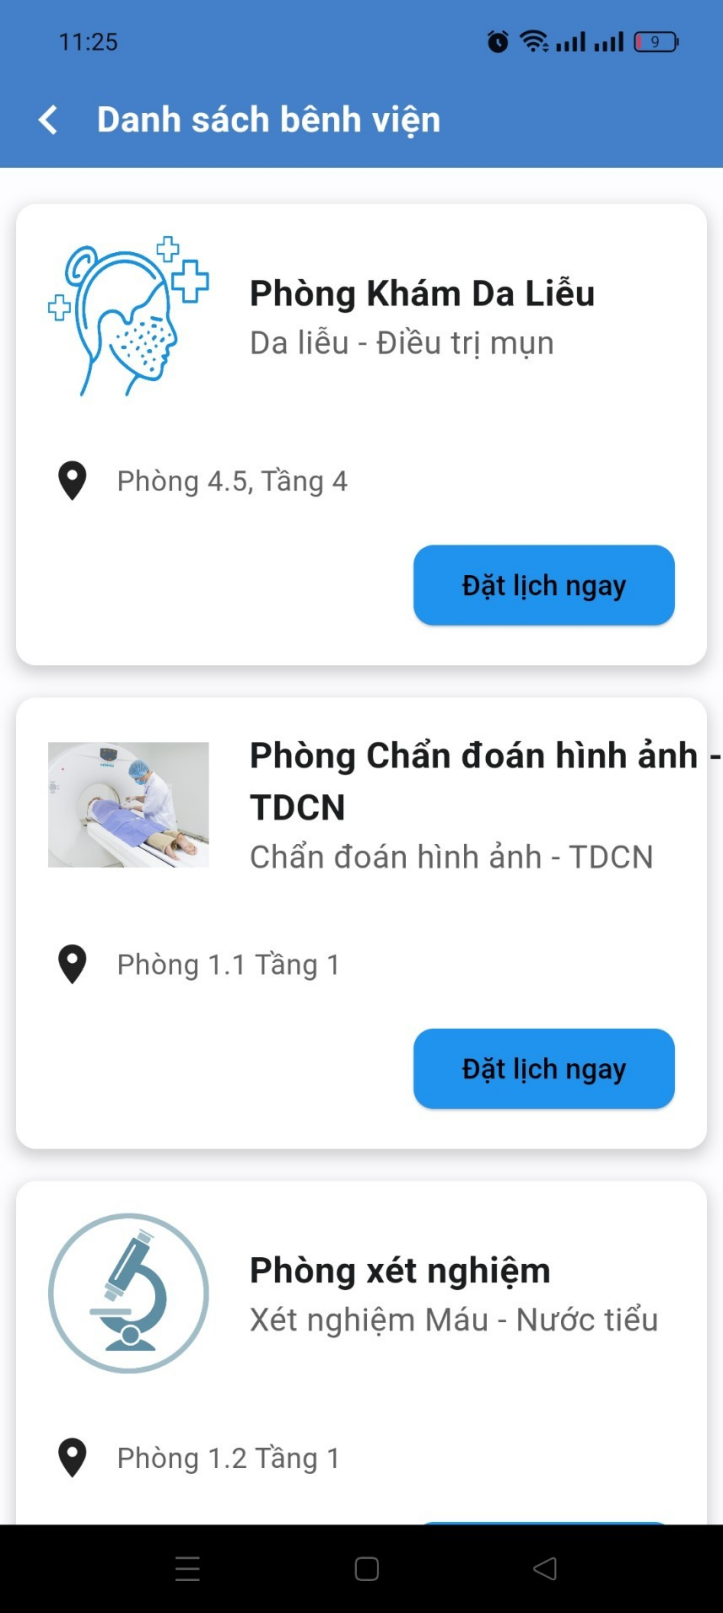 11:25
9
Danh sách bênh viện
Phòng Khám Da Liễu
Da liễu - Điều trị mụn
Phòng 4.5, Tầng 4
Đặt lịch ngay
Phòng Chẩn đoán hình ảnh -
TDCN
Chẩn đoán hình ảnh - TDCN
Phòng 1.1 Tầng 1
Đặt lịch ngay
Phòng xét nghiệm
Xét nghiệm Máu - Nước tiểu
Phòng 1.2 Tầng 1